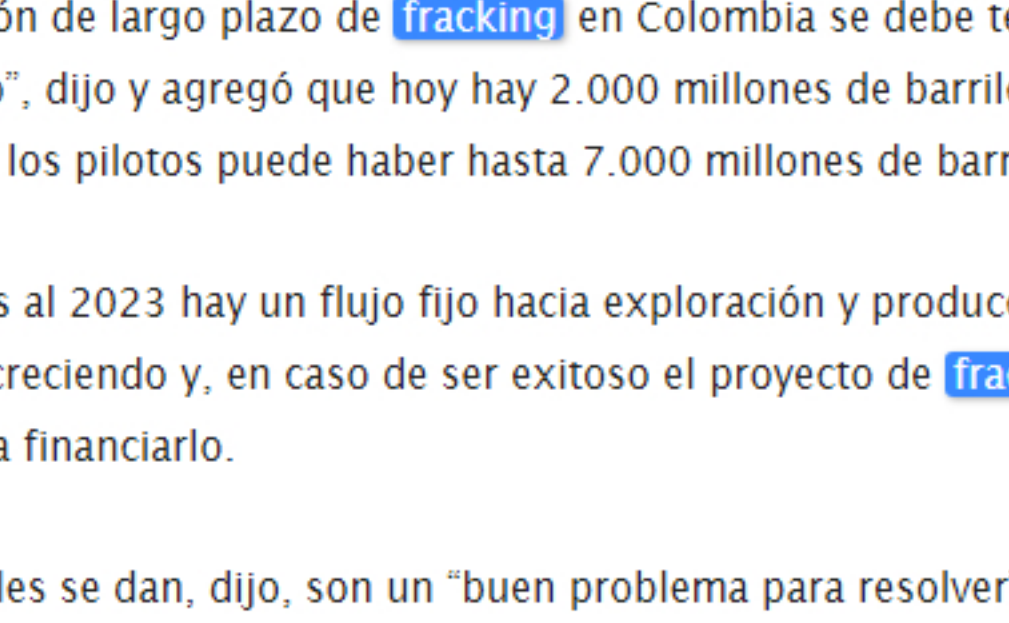 ón de largo plazo de fracking en Colombia se debe te
o”, dijo y agregó que hoy hay 2.000 millones de barril
los pilotos puede haber hasta 7.000 millones de barr
s al 2023 hay un flujo fijo hacia exploración y produc
creciendo y, en caso de ser exitoso el proyecto de frac
a financiarlo.
les se dan, dijo, son un “buen problema para resolver